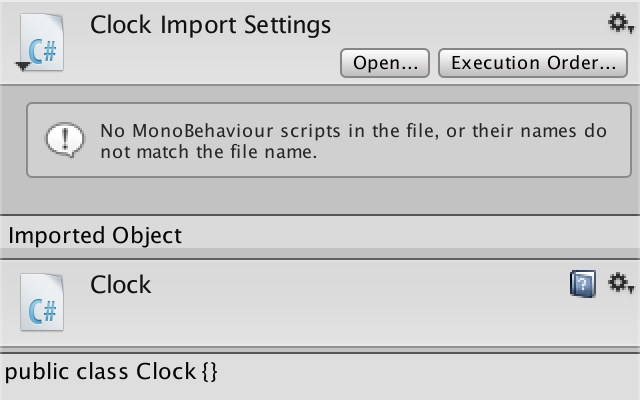 C#
Clock Import Settings
Open...
Execution Order...
No MonoBehaviour scripts in the file, or their names do
not match the file name.
Imported Object
C#
Clock
public class Clock {}